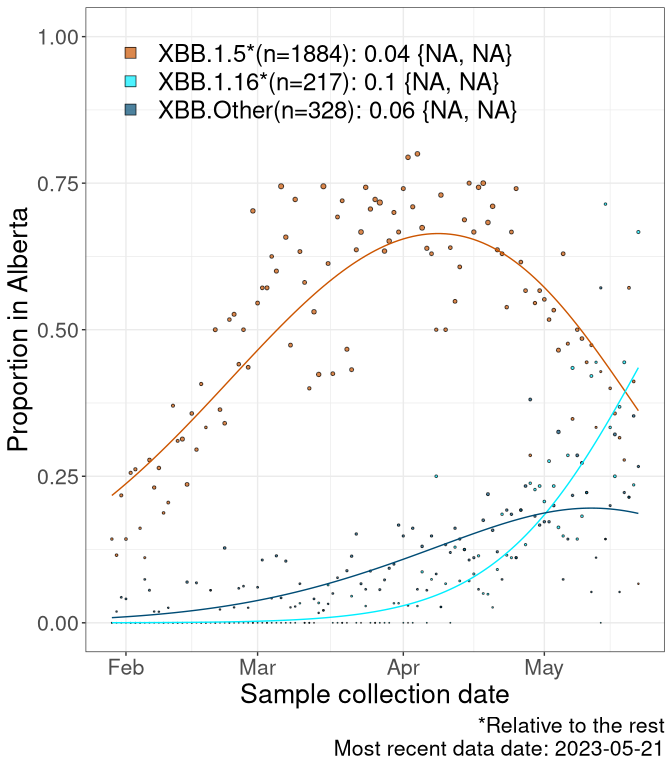 1.00
XBB.1.5*(n=1884): 0.04 {NA, NA}
XBB.1.16*(n=217): 0.1 {NA, NA}
XBB.Other(n=328): 0.06 {NA, NA}
0.75
0.50
0.25
0.00
Proportion in Alberta
Feb Mar Apr May
Sample collection date
*Relative to the rest
Most recent data date: 2023-05-21